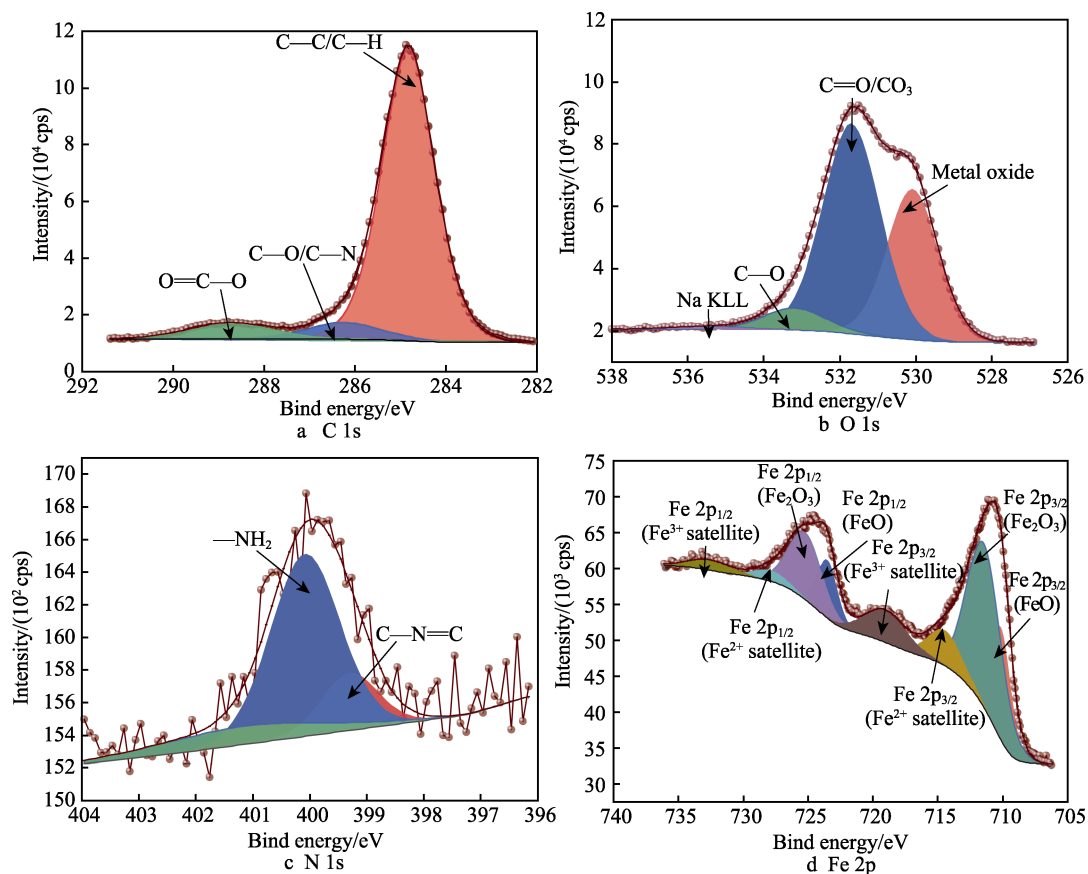 12
10
8
6
4
2
0
Intensity/(10⁴ cps)
C—C/C—H
C—O/C—N
O=C—O
292
290
288
286
284
282
Bind energy/eV
a C 1s
12
10
8
6
4
2
Intensity/(10⁴ cps)
C=O/CO₃
Metal oxide
C—O
Na KLL
538
536
534
532
530
528
526
Bind energy/eV
b O 1s
170
168
166
164
162
160
158
156
154
152
150
Intensity/(10² cps)
—NH₂
C—N=C
404
403
402
401
400
399
398
397
396
Bind energy/eV
c N 1s
75
70
65
60
55
50
45
40
35
30
Intensity/(10³ cps)
Fe 2p₁/₂
(Fe³⁺ satellite)
Fe 2p₁/₂
(Fe₂O₃)
Fe 2p₁/₂
(FeO)
Fe 2p₃/₂
(Fe³⁺ satellite)
Fe 2p₃/₂
(Fe₂O₃)
Fe 2p₃/₂
(FeO)
Fe 2p₁/₂
(Fe²⁺ satellite)
Fe 2p₃/₂
(Fe²⁺ satellite)
740
735
730
725
720
715
710
705
Bind energy/eV
d Fe 2p